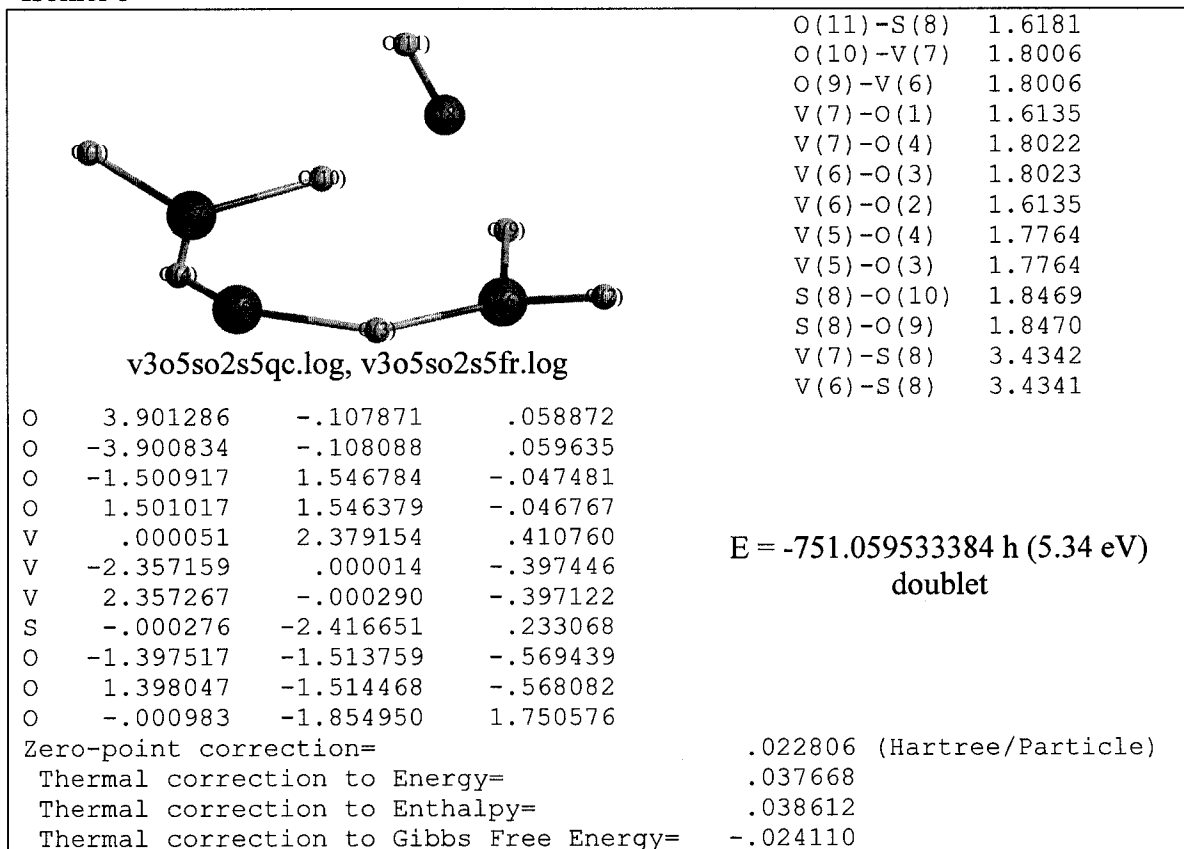 O(11)-S(8) 1.6181
O(10)-V(7) 1.8006
O(9)-V(6) 1.8006
V(7)-O(1) 1.6135
V(7)-O(4) 1.8022
V(6)-O(3) 1.8023
V(6)-O(2) 1.6135
V(5)-O(4) 1.7764
V(5)-O(3) 1.7764
S(8)-O(10) 1.8469
S(8)-O(9) 1.8470
V(7)-S(8) 3.4342
V(6)-S(8) 3.4341
O(11)
O(10)
v3o5so2s5qc.log, v3o5so2s5fr.log
O 3.901286 -.107871 .058872
O -3.900834 -.108088 .059635
O -1.500917 1.546784 -.047481
O 1.501017 1.546379 -.046767
V .000051 2.379154 .410760
V -2.357159 .000014 -.397446
V 2.357267 -.000290 -.397122
S -.000276 -2.416651 .233068
O -1.397517 -1.513759 -.569439
O 1.398047 -1.514468 -.568082
O -.000983 -1.854950 1.750576
E = -751.059533384 h (5.34 eV)
doublet
Zero-point correction= .022806 (Hartree/Particle)
Thermal correction to Energy= .037668
Thermal correction to Enthalpy= .038612
Thermal correction to Gibbs Free Energy= -.024110